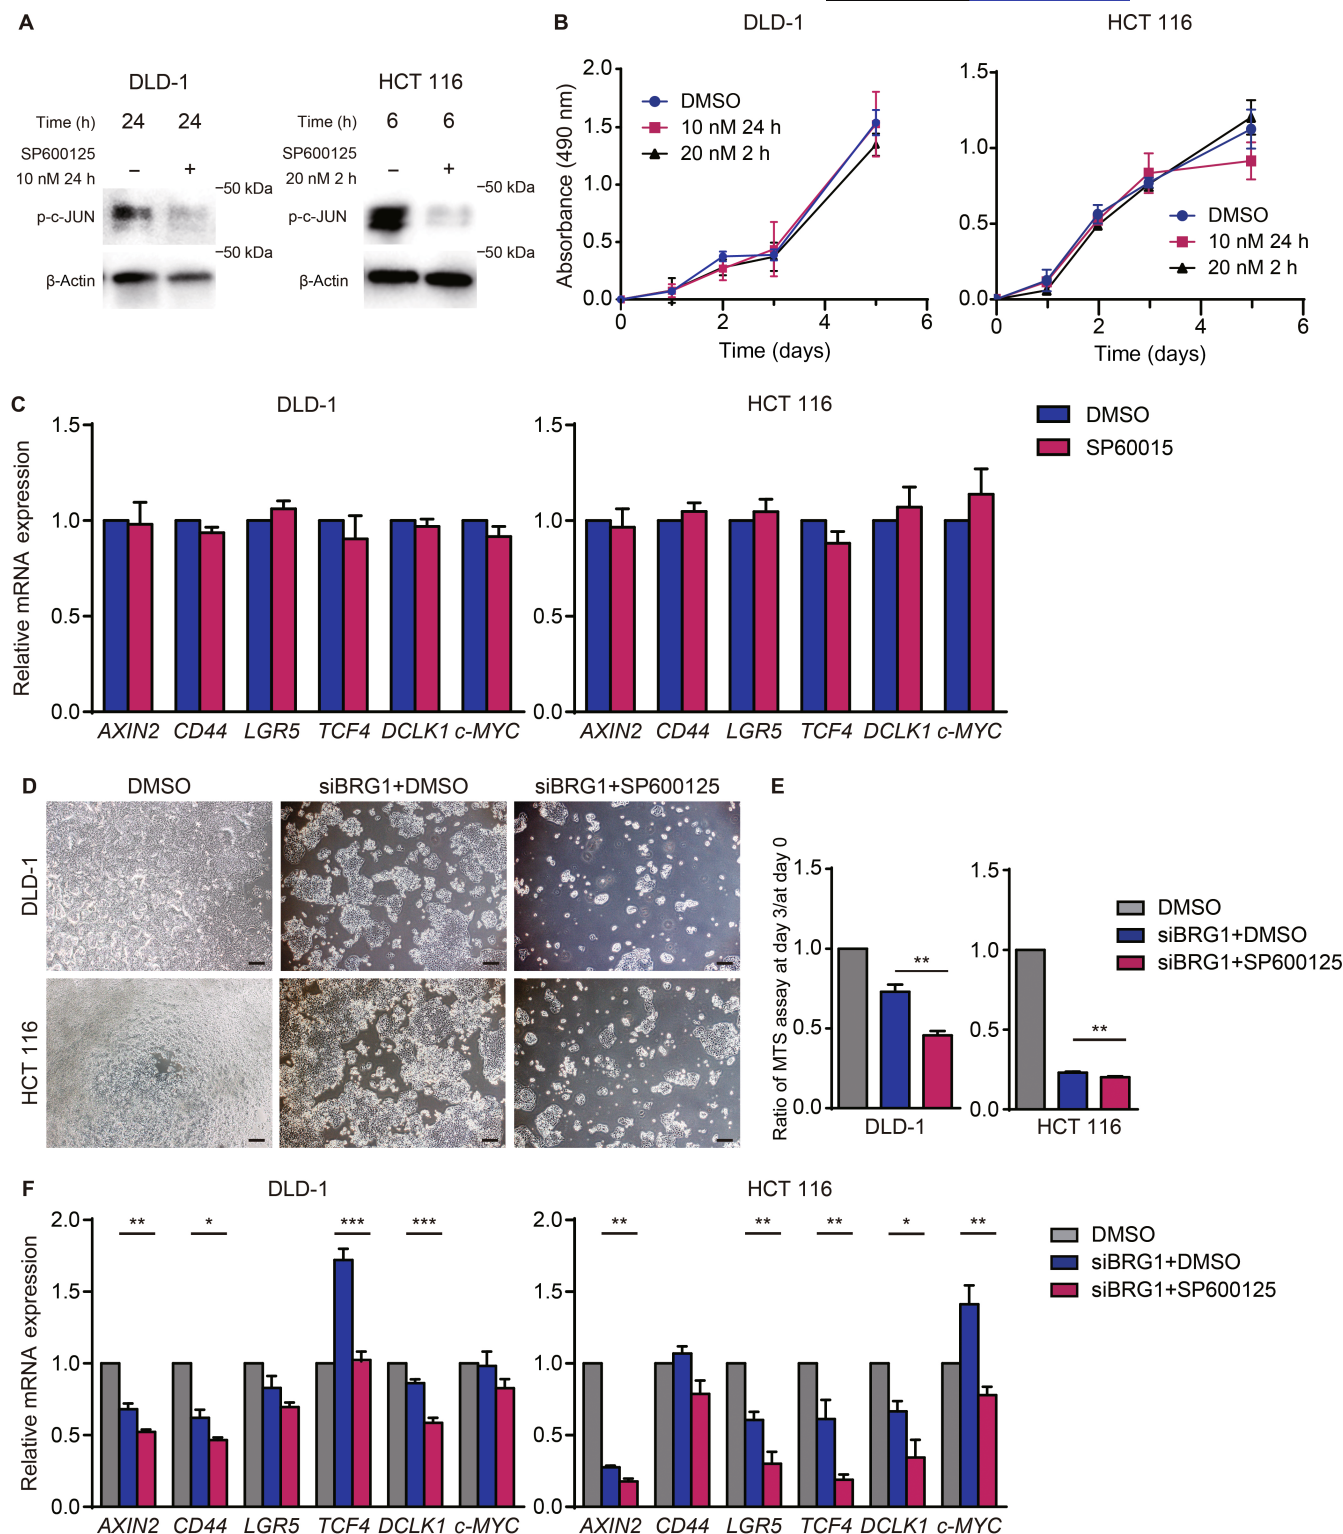 A
DLD-1
HCT 116
Time (h) 24 24
Time (h) 6 6
SP600125
10 nM 24 h − +
SP600125
20 nM 2 h − +
−50 kDa
−50 kDa
p-c-JUN
p-c-JUN
−50 kDa
−50 kDa
β-Actin
β-Actin
B
DLD-1
HCT 116
Absorbance (490 nm)
2.0
1.5
1.0
0.5
0.0
0 2 4 6
Time (days)
DMSO
10 nM 24 h
20 nM 2 h
1.5
1.0
0.5
0.0
0 2 4 6
Time (days)
DMSO
10 nM 24 h
20 nM 2 h
C
DLD-1
HCT 116
Relative mRNA expression
1.5
1.0
0.5
0.0
AXIN2 CD44 LGR5 TCF4 DCLK1 c-MYC
1.5
1.0
0.5
0.0
AXIN2 CD44 LGR5 TCF4 DCLK1 c-MYC
DMSO
SP60015
D
DMSO siBRG1+DMSO siBRG1+SP600125
DLD-1
HCT 116
E
Ratio of MTS assay at day 3/at day 0
1.5
1.0
0.5
0.0
**
DLD-1
1.5
1.0
0.5
0.0
**
HCT 116
DMSO
siBRG1+DMSO
siBRG1+SP600125
F
DLD-1
HCT 116
Relative mRNA expression
2.0
1.5
1.0
0.5
0.0
** * *** ***
AXIN2 CD44 LGR5 TCF4 DCLK1 c-MYC
2.0
1.5
1.0
0.5
0.0
** ** ** * **
AXIN2 CD44 LGR5 TCF4 DCLK1 c-MYC
DMSO
siBRG1+DMSO
siBRG1+SP600125